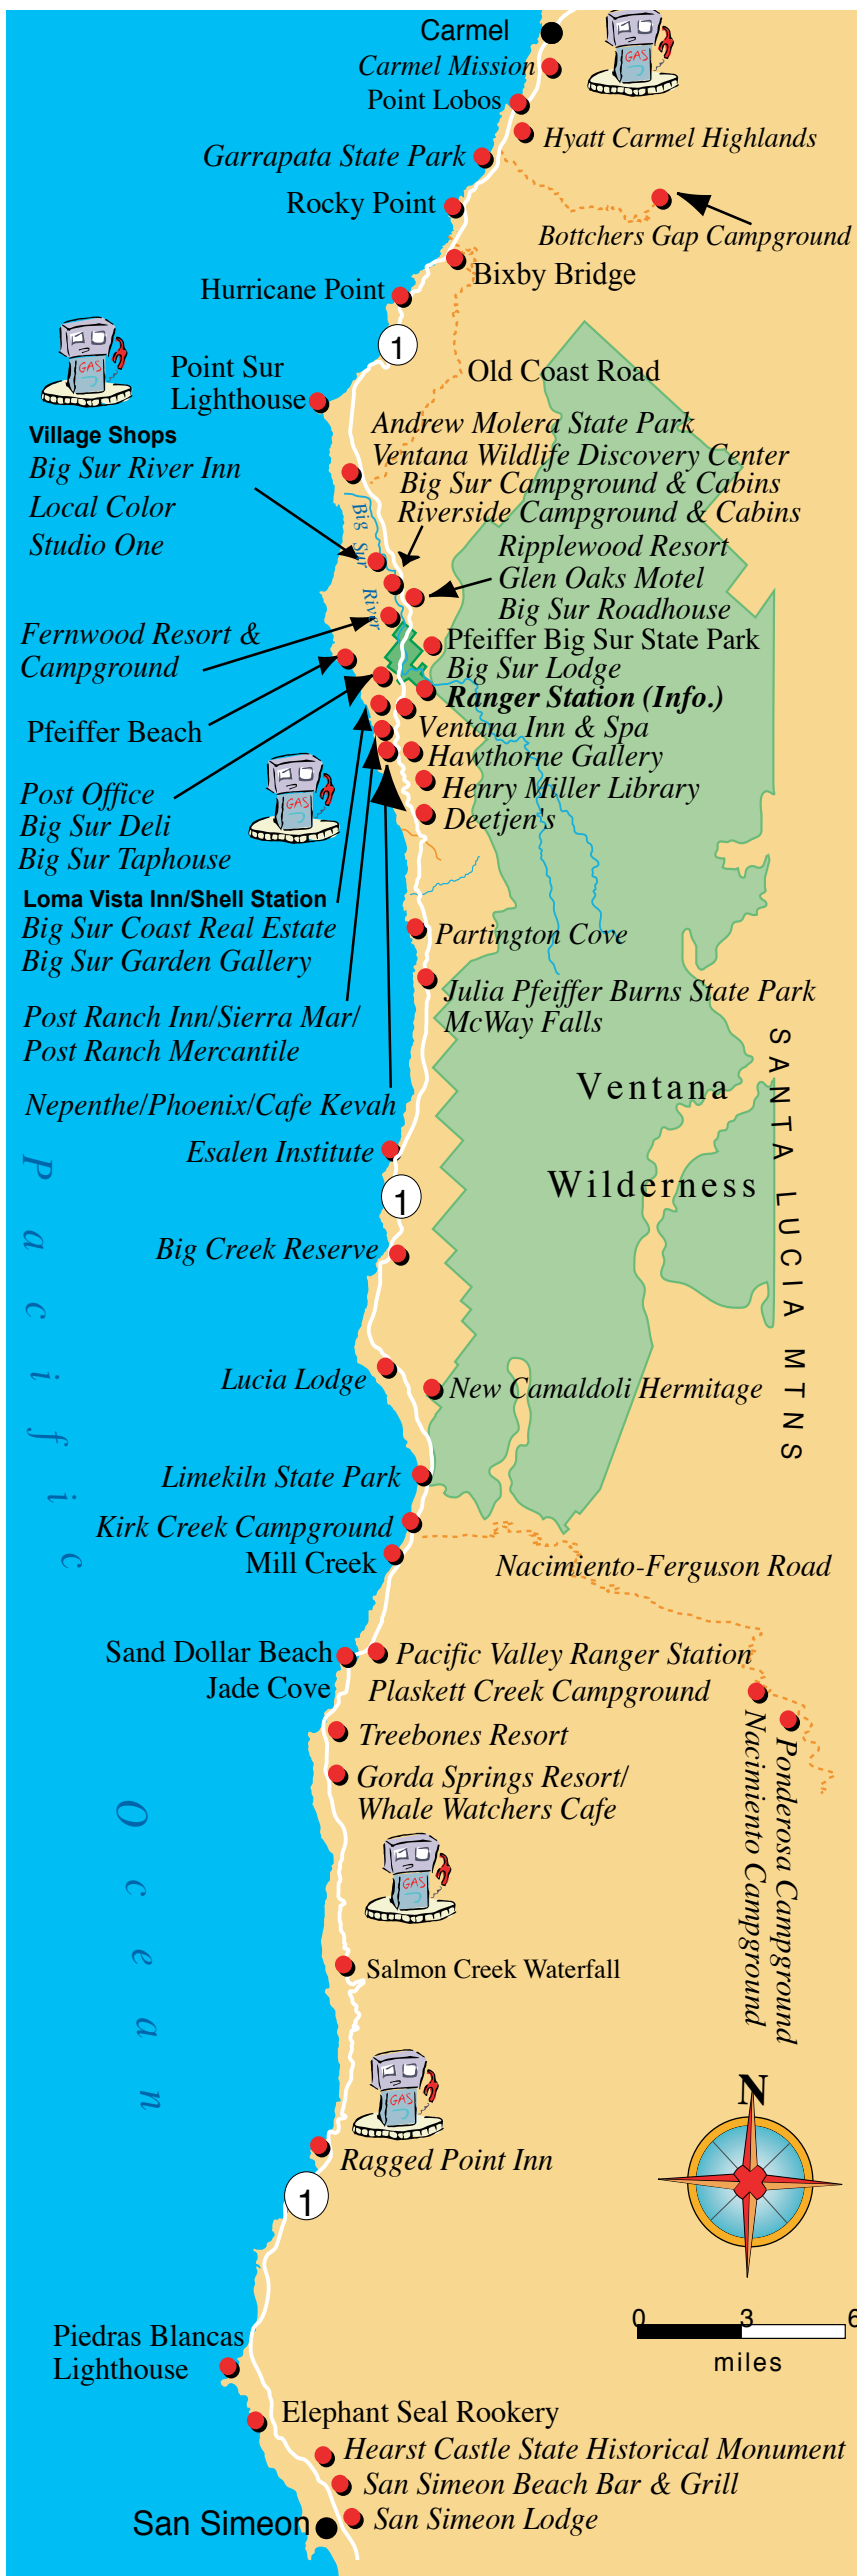 Carmel
Carmel Mission
GAS
Point Lobos
Hyatt Carmel Highlands
Garrapata State Park
Rocky Point
Bottchers Gap Campground
Bixby Bridge
Hurricane Point
1
GAS
Point Sur
Lighthouse
Old Coast Road
Village Shops
Big Sur River Inn
Local Color
Studio One
Andrew Molera State Park
Ventana Wildlife Discovery Center
Big Sur Campground & Cabins
Riverside Campground & Cabins
Big Sur River
Ripplewood Resort
Glen Oaks Motel
Big Sur Roadhouse
Fernwood Resort &
Campground
Pfeiffer Big Sur State Park
Big Sur Lodge
Ranger Station (Info.)
Pfeiffer Beach
Ventana Inn & Spa
Hawthorne Gallery
Henry Miller Library
Deetjen's
GAS
Post Office
Big Sur Deli
Big Sur Taphouse
Loma Vista Inn/Shell Station
Big Sur Coast Real Estate
Big Sur Garden Gallery
Partington Cove
Julia Pfeiffer Burns State Park
McWay Falls
Post Ranch Inn/Sierra Mar/
Post Ranch Mercantile
Nepenthe/Phoenix/Cafe Kevah
Ventana
Wilderness
SANTA LUCIA MTNS
Esalen Institute
1
Pacific
Big Creek Reserve
Lucia Lodge
New Camaldoli Hermitage
Limekiln State Park
Kirk Creek Campground
Mill Creek
Nacimiento-Ferguson Road
Sand Dollar Beach
Jade Cove
Pacific Valley Ranger Station
Plaskett Creek Campground
Treebones Resort
Gorda Springs Resort/
Whale Watchers Cafe
Nacimiento Campground
Ponderosa Campground
Ocean
GAS
Salmon Creek Waterfall
GAS
Ragged Point Inn
1
N
0 3 6
miles
Piedras Blancas
Lighthouse
Elephant Seal Rookery
Hearst Castle State Historical Monument
San Simeon Beach Bar & Grill
San Simeon Lodge
San Simeon